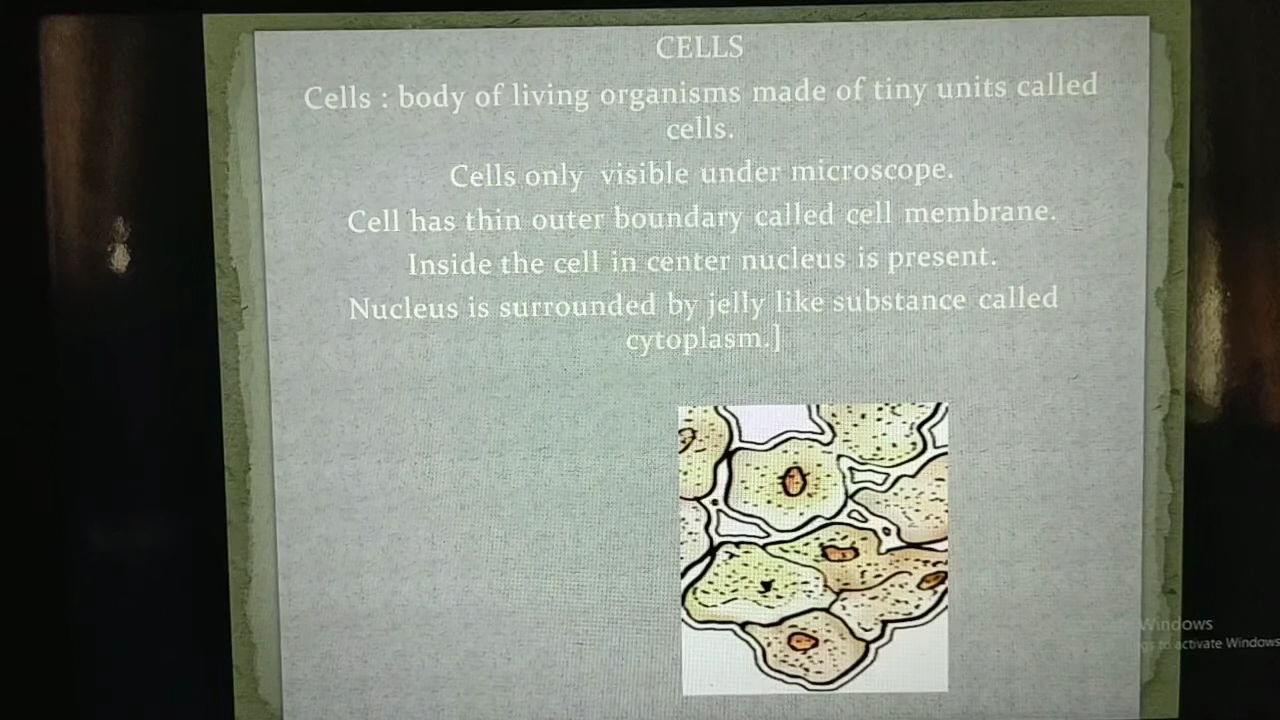 CELLS
Cells : body of living organisms made of tiny units called
cells.
Cells only visible under microscope.
Cell has thin outer boundary called cell membrane.
Inside the cell in center nucleus is present.
Nucleus is surrounded by jelly like substance called
cytoplasm.]
Windows
to activate Windows